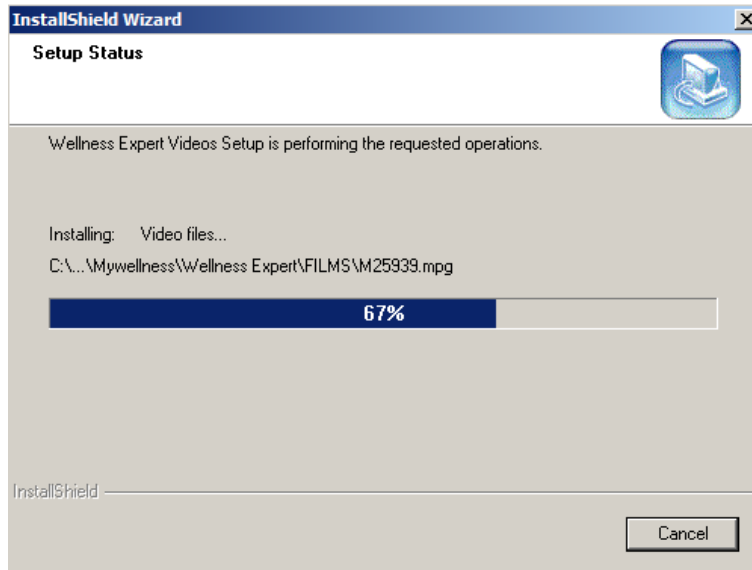 InstallShield Wizard
Setup Status
Wellness Expert Videos Setup is performing the requested operations.
Installing: Video files...
C:\...\Mywellness\Wellness Expert\FILMS\M25939.mpg
67%
InstallShield
Cancel